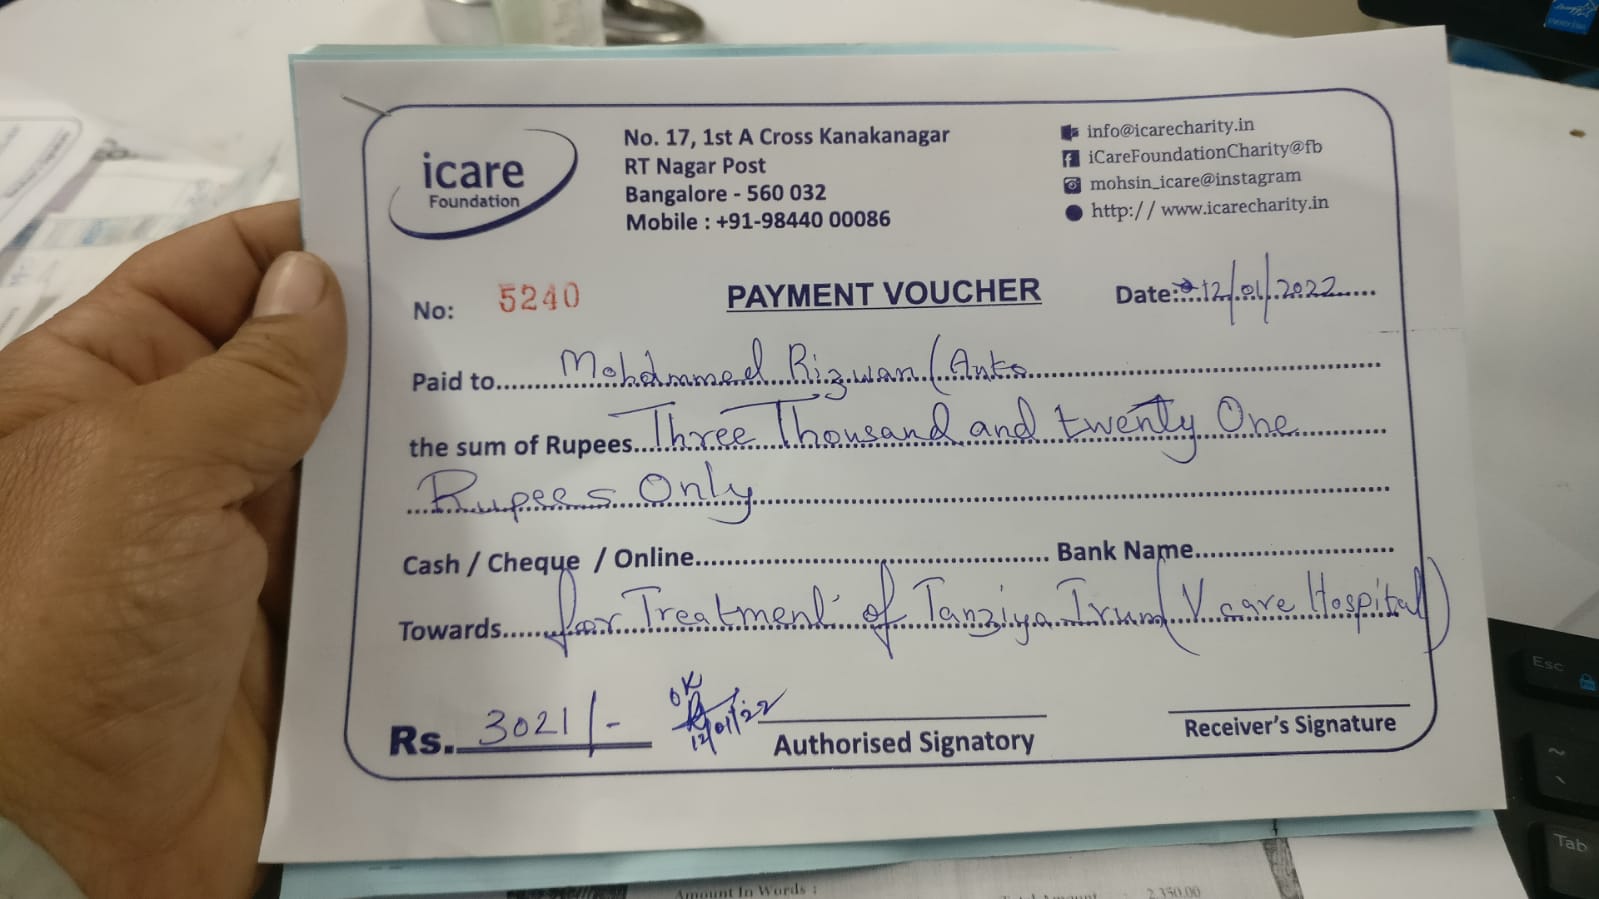 icare
Foundation
No. 17, 1st A Cross Kanakanagar
RT Nagar Post
Bangalore - 560 032
Mobile : +91-98440 00086
info@icarecharity.in
iCareFoundationCharity@fb
mohsin_icare@instagram
http:// www.icarecharity.in
No: 5240
PAYMENT VOUCHER
Date: 12/01/2022
Paid to Mohammed Rizwan (Auto
the sum of Rupees Three Thousand and twenty One
Rupees Only
Cash / Cheque / Online Bank Name
Towards for Treatment of Tanziya Irum (V care Hospital)
Rs. 3021/-
OK
12/01/22
Authorised Signatory
Receiver's Signature
Amount In Words :
2,350.00
Esc
Tab